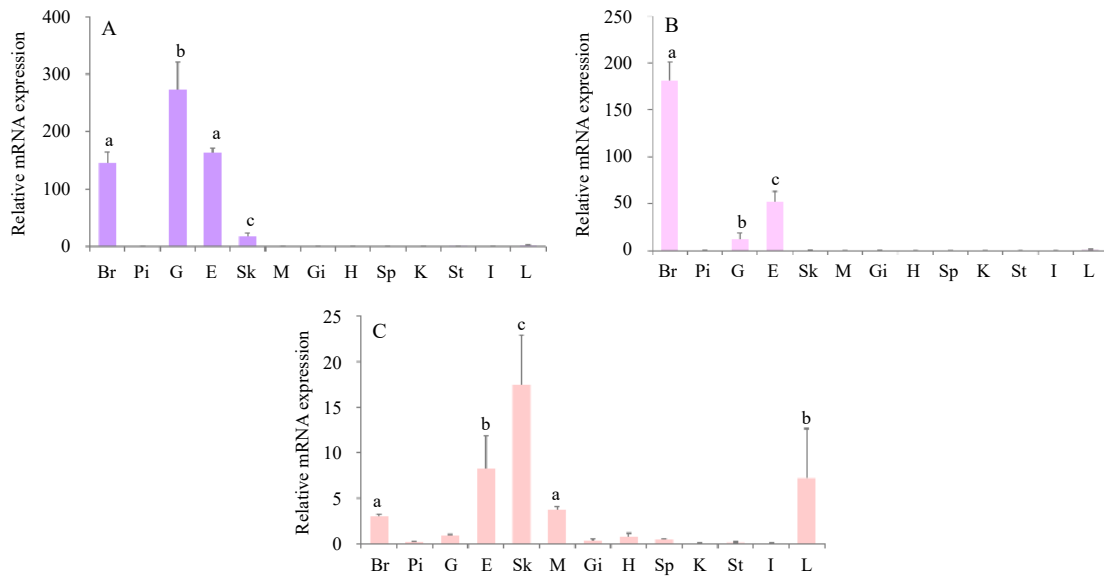 A
Relative mRNA expression
400
300
200
100
0
a
b
a
c
Br Pi G E Sk M Gi H Sp K St I L
B
Relative mRNA expression
250
200
150
100
50
0
a
b
c
Br Pi G E Sk M Gi H Sp K St I L
C
Relative mRNA expression
25
20
15
10
5
0
a
b
c
a
b
Br Pi G E Sk M Gi H Sp K St I L